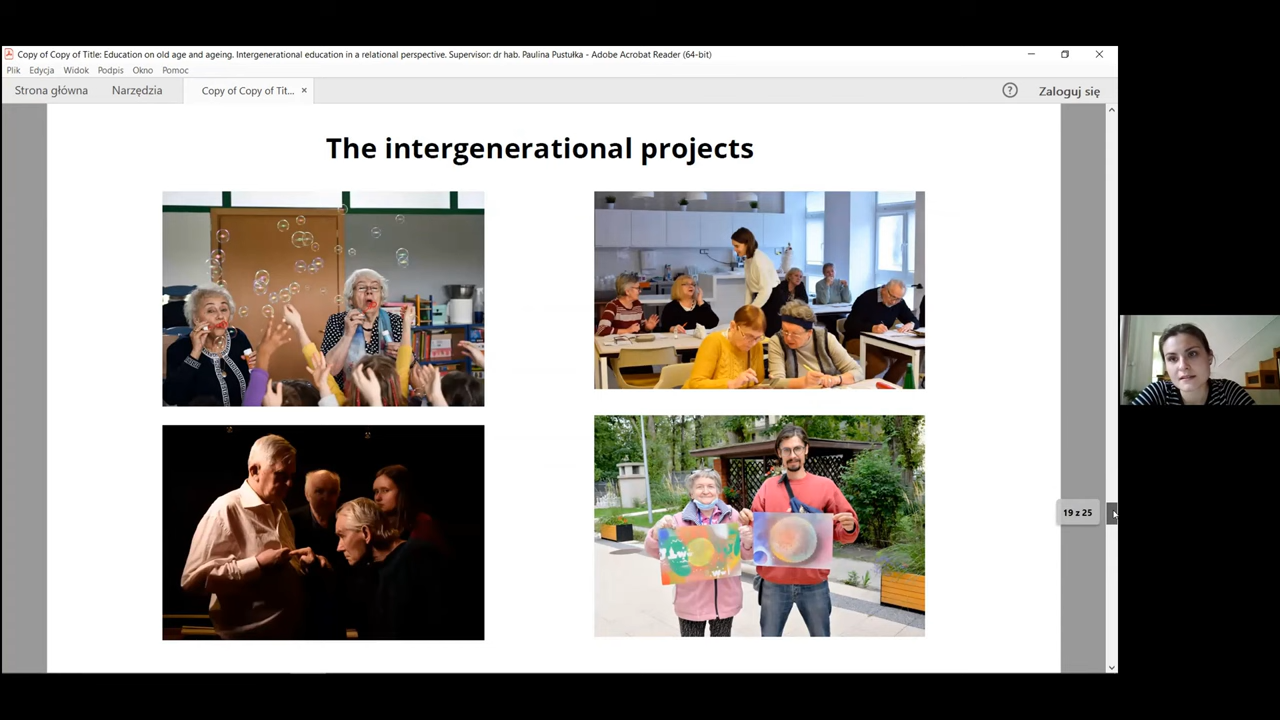 Copy of Copy of Title: Education on old age and ageing. Intergenerational education in a relational perspective. Supervisor: dr hab. Paulina Pustułka - Adobe Acrobat Reader (64-bit)
Plik Edycja Widok Podpis Okno Pomoc
Strona główna Narzędzia Copy of Copy of Tit... Zaloguj się
The intergenerational projects
19 z 25